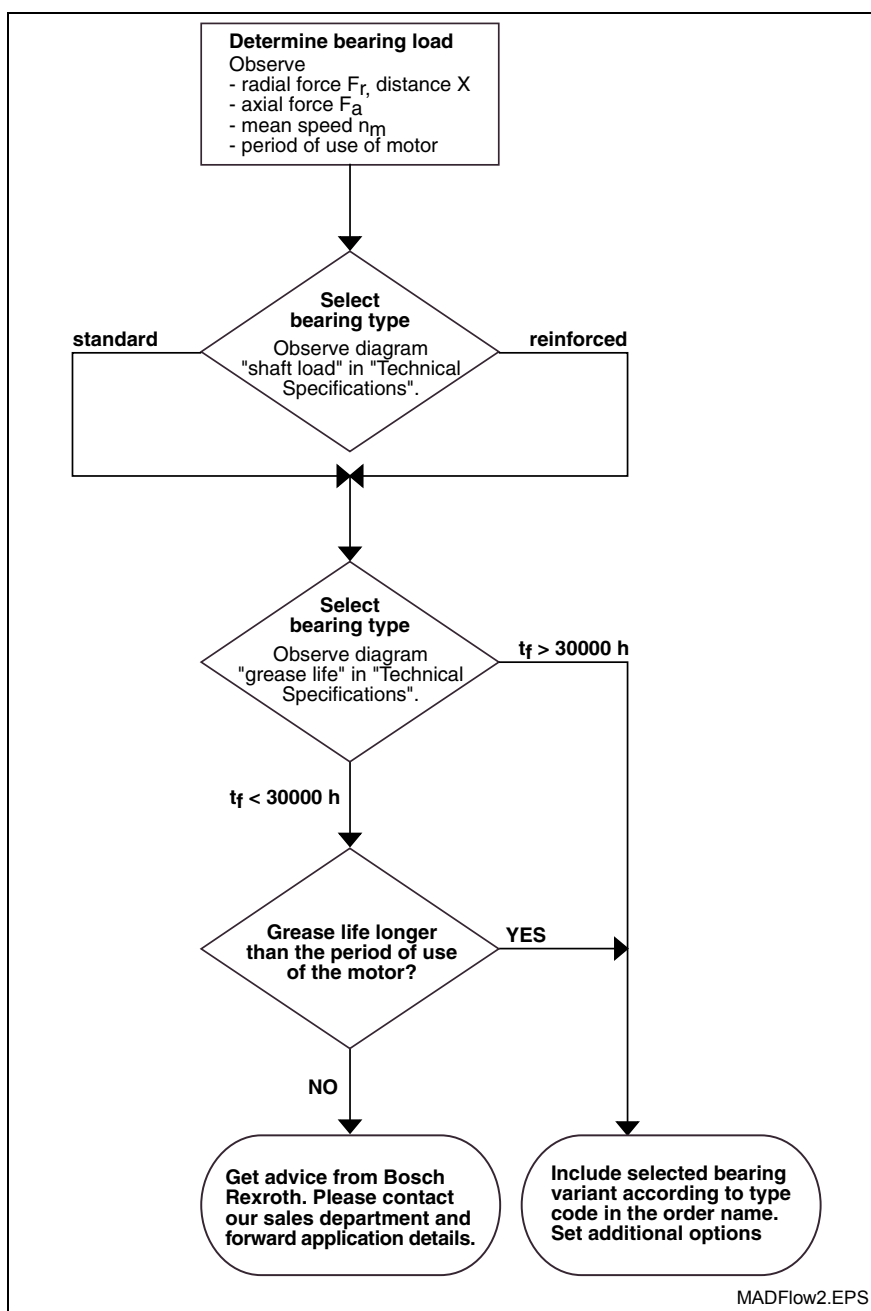 Determine bearing load
Observe
- radial force Fr, distance X
- axial force Fa
- mean speed nm
- period of use of motor
Select
bearing type
Observe diagram
"shaft load" in "Technical
Specifications".
standard
reinforced
Select
bearing type
Observe diagram
"grease life" in "Technical
Specifications".
tf > 30000 h
tf < 30000 h
Grease life longer
than the period of use
of the motor?
YES
NO
Get advice from Bosch
Rexroth. Please contact
our sales department and
forward application details.
Include selected bearing
variant according to type
code in the order name.
Set additional options
MADFlow2.EPS